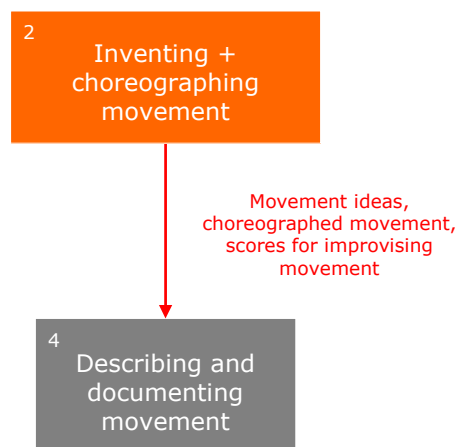 2
Inventing +
choreographing
movement
Movement ideas,
choreographed movement,
scores for improvising
movement
4
Describing and
documenting
movement